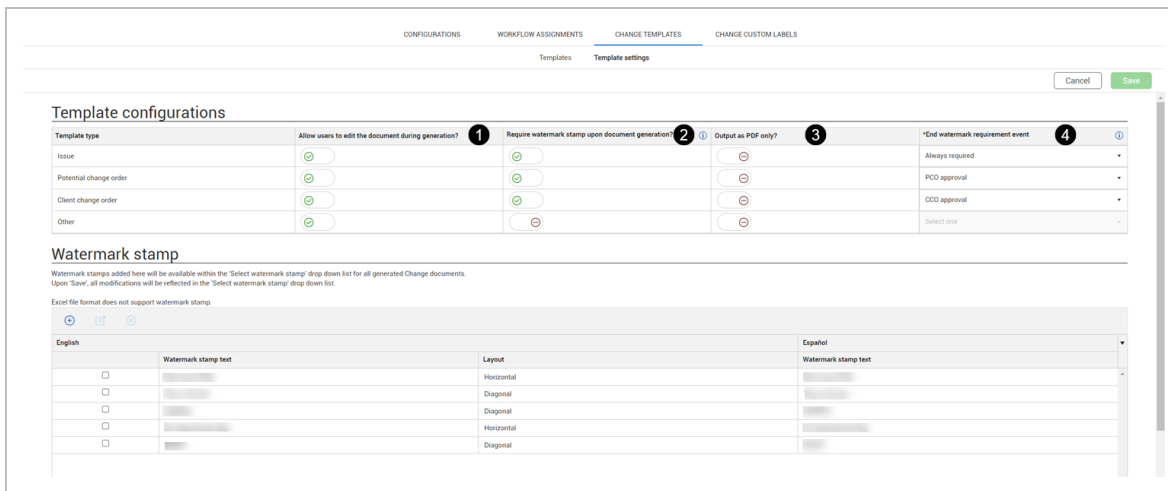 CONFIGURATIONS WORKFLOW ASSIGNMENTS CHANGE TEMPLATES CHANGE CUSTOM LABELS
Templates Template settings
Cancel Save
Template configurations
Template type Allow users to edit the document during generation? 1 Require watermark stamp upon document generation? 2 Output as PDF only? 3 *End watermark requirement event 4
Issue Always required
Potential change order PCO approval
Client change order CCO approval
Other Select one
Watermark stamp
Watermark stamps added here will be available within the 'Select watermark stamp' drop down list for all generated Change documents.
Upon 'Save', all modifications will be reflected in the 'Select watermark stamp' drop down list.
Excel file format does not support watermark stamp.
English Español
Watermark stamp text Layout Watermark stamp text
Horizontal
Diagonal
Diagonal
Horizontal
Diagonal